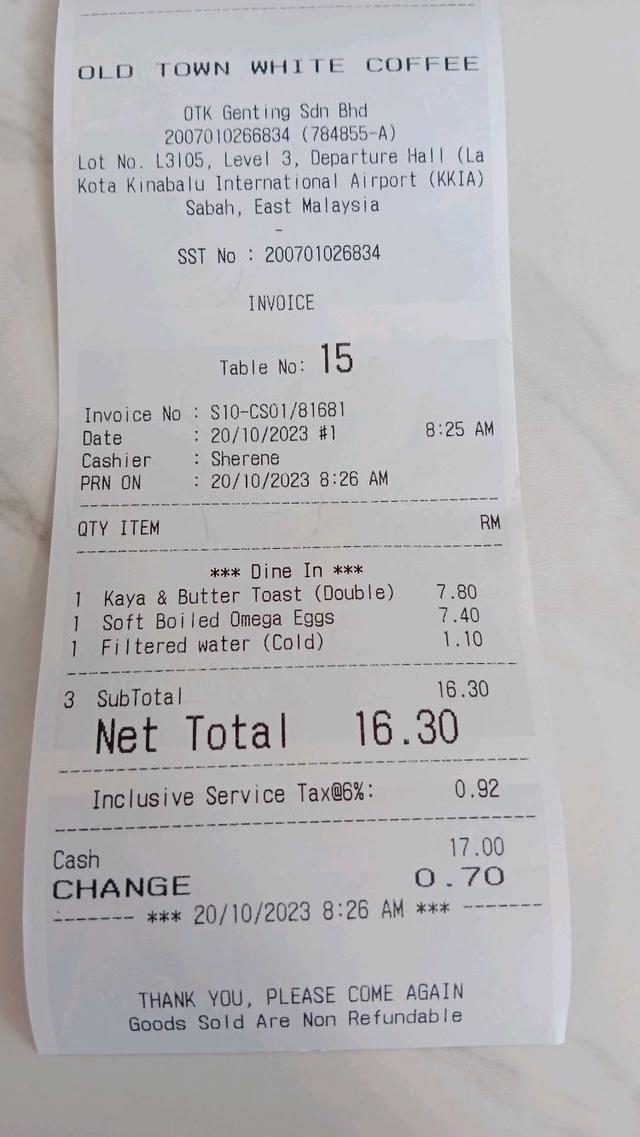 OLD TOWN WHITE COFFEE
OTK Genting Sdn Bhd
2007010266834 (784855-A)
Lot No. L3105, Level 3, Departure Hall (La
Kota Kinabalu International Airport (KKIA)
Sabah, East Malaysia
-
SST No : 200701026834
INVOICE
Table No: 15
Invoice No : S10-CS01/81681
Date : 20/10/2023 #1 8:25 AM
Cashier : Sherene
PRN ON : 20/10/2023 8:26 AM
QTY ITEM RM
*** Dine In ***
1 Kaya & Butter Toast (Double) 7.80
1 Soft Boiled Omega Eggs 7.40
1 Filtered water (Cold) 1.10
3 SubTotal 16.30
Net Total 16.30
Inclusive Service Tax@6%: 0.92
Cash 17.00
CHANGE 0.70
------- *** 20/10/2023 8:26 AM *** -------
THANK YOU, PLEASE COME AGAIN
Goods Sold Are Non Refundable